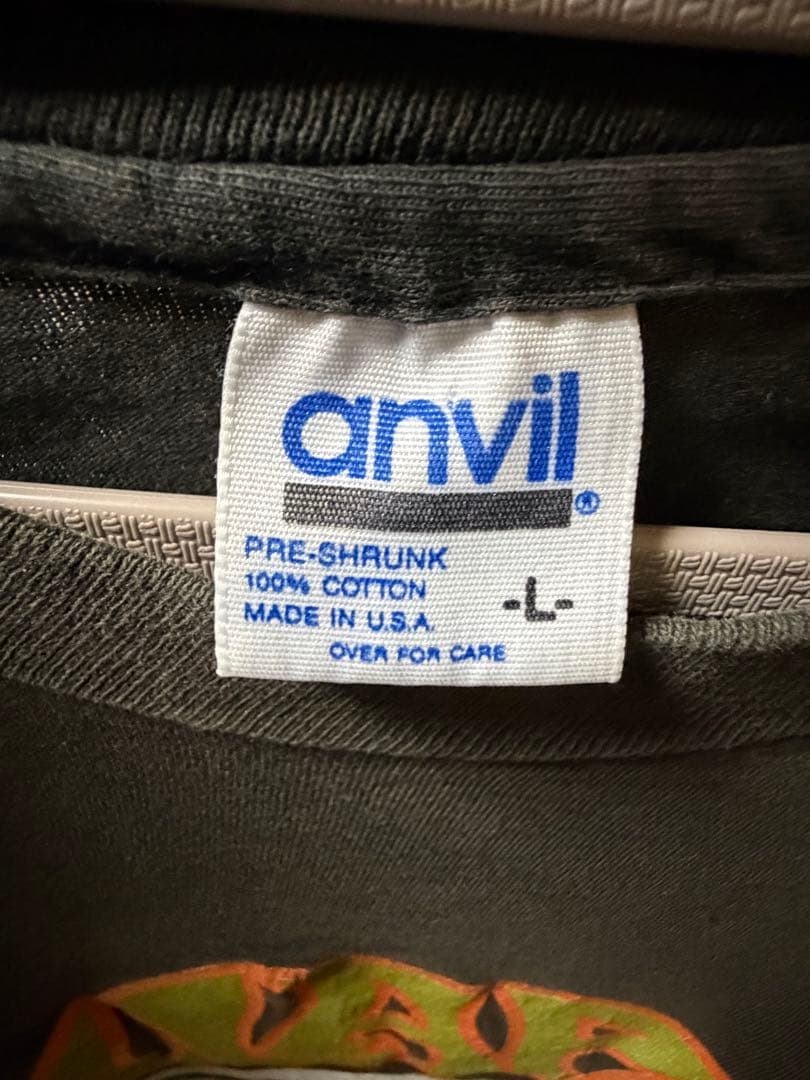 anvil®
PRE-SHRUNK
100% COTTON
MADE IN U.S.A.
-L-
OVER FOR CARE